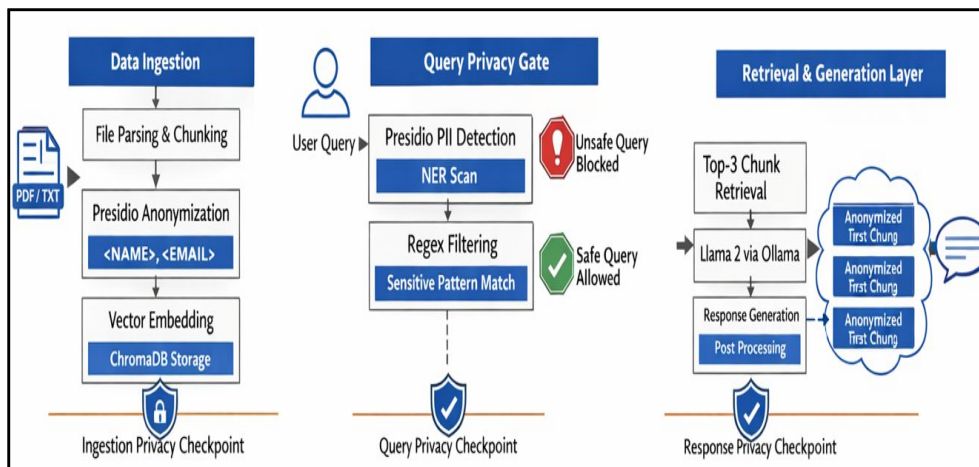 Data Ingestion
File Parsing & Chunking
PDF / TXT
Presidio Anonymization
<NAME>, <EMAIL>
Vector Embedding
ChromaDB Storage
Ingestion Privacy Checkpoint
Query Privacy Gate
User Query
Presidio PII Detection
NER Scan
Unsafe Query
Blocked
Regex Filtering
Sensitive Pattern Match
Safe Query
Allowed
Query Privacy Checkpoint
Retrieval & Generation Layer
Top-3 Chunk
Retrieval
Llama 2 via Ollama
Response Generation
Post Processing
Anonymized
First Chung
Anonymized
First Chung
Anonymized
First Chung
Response Privacy Checkpoint